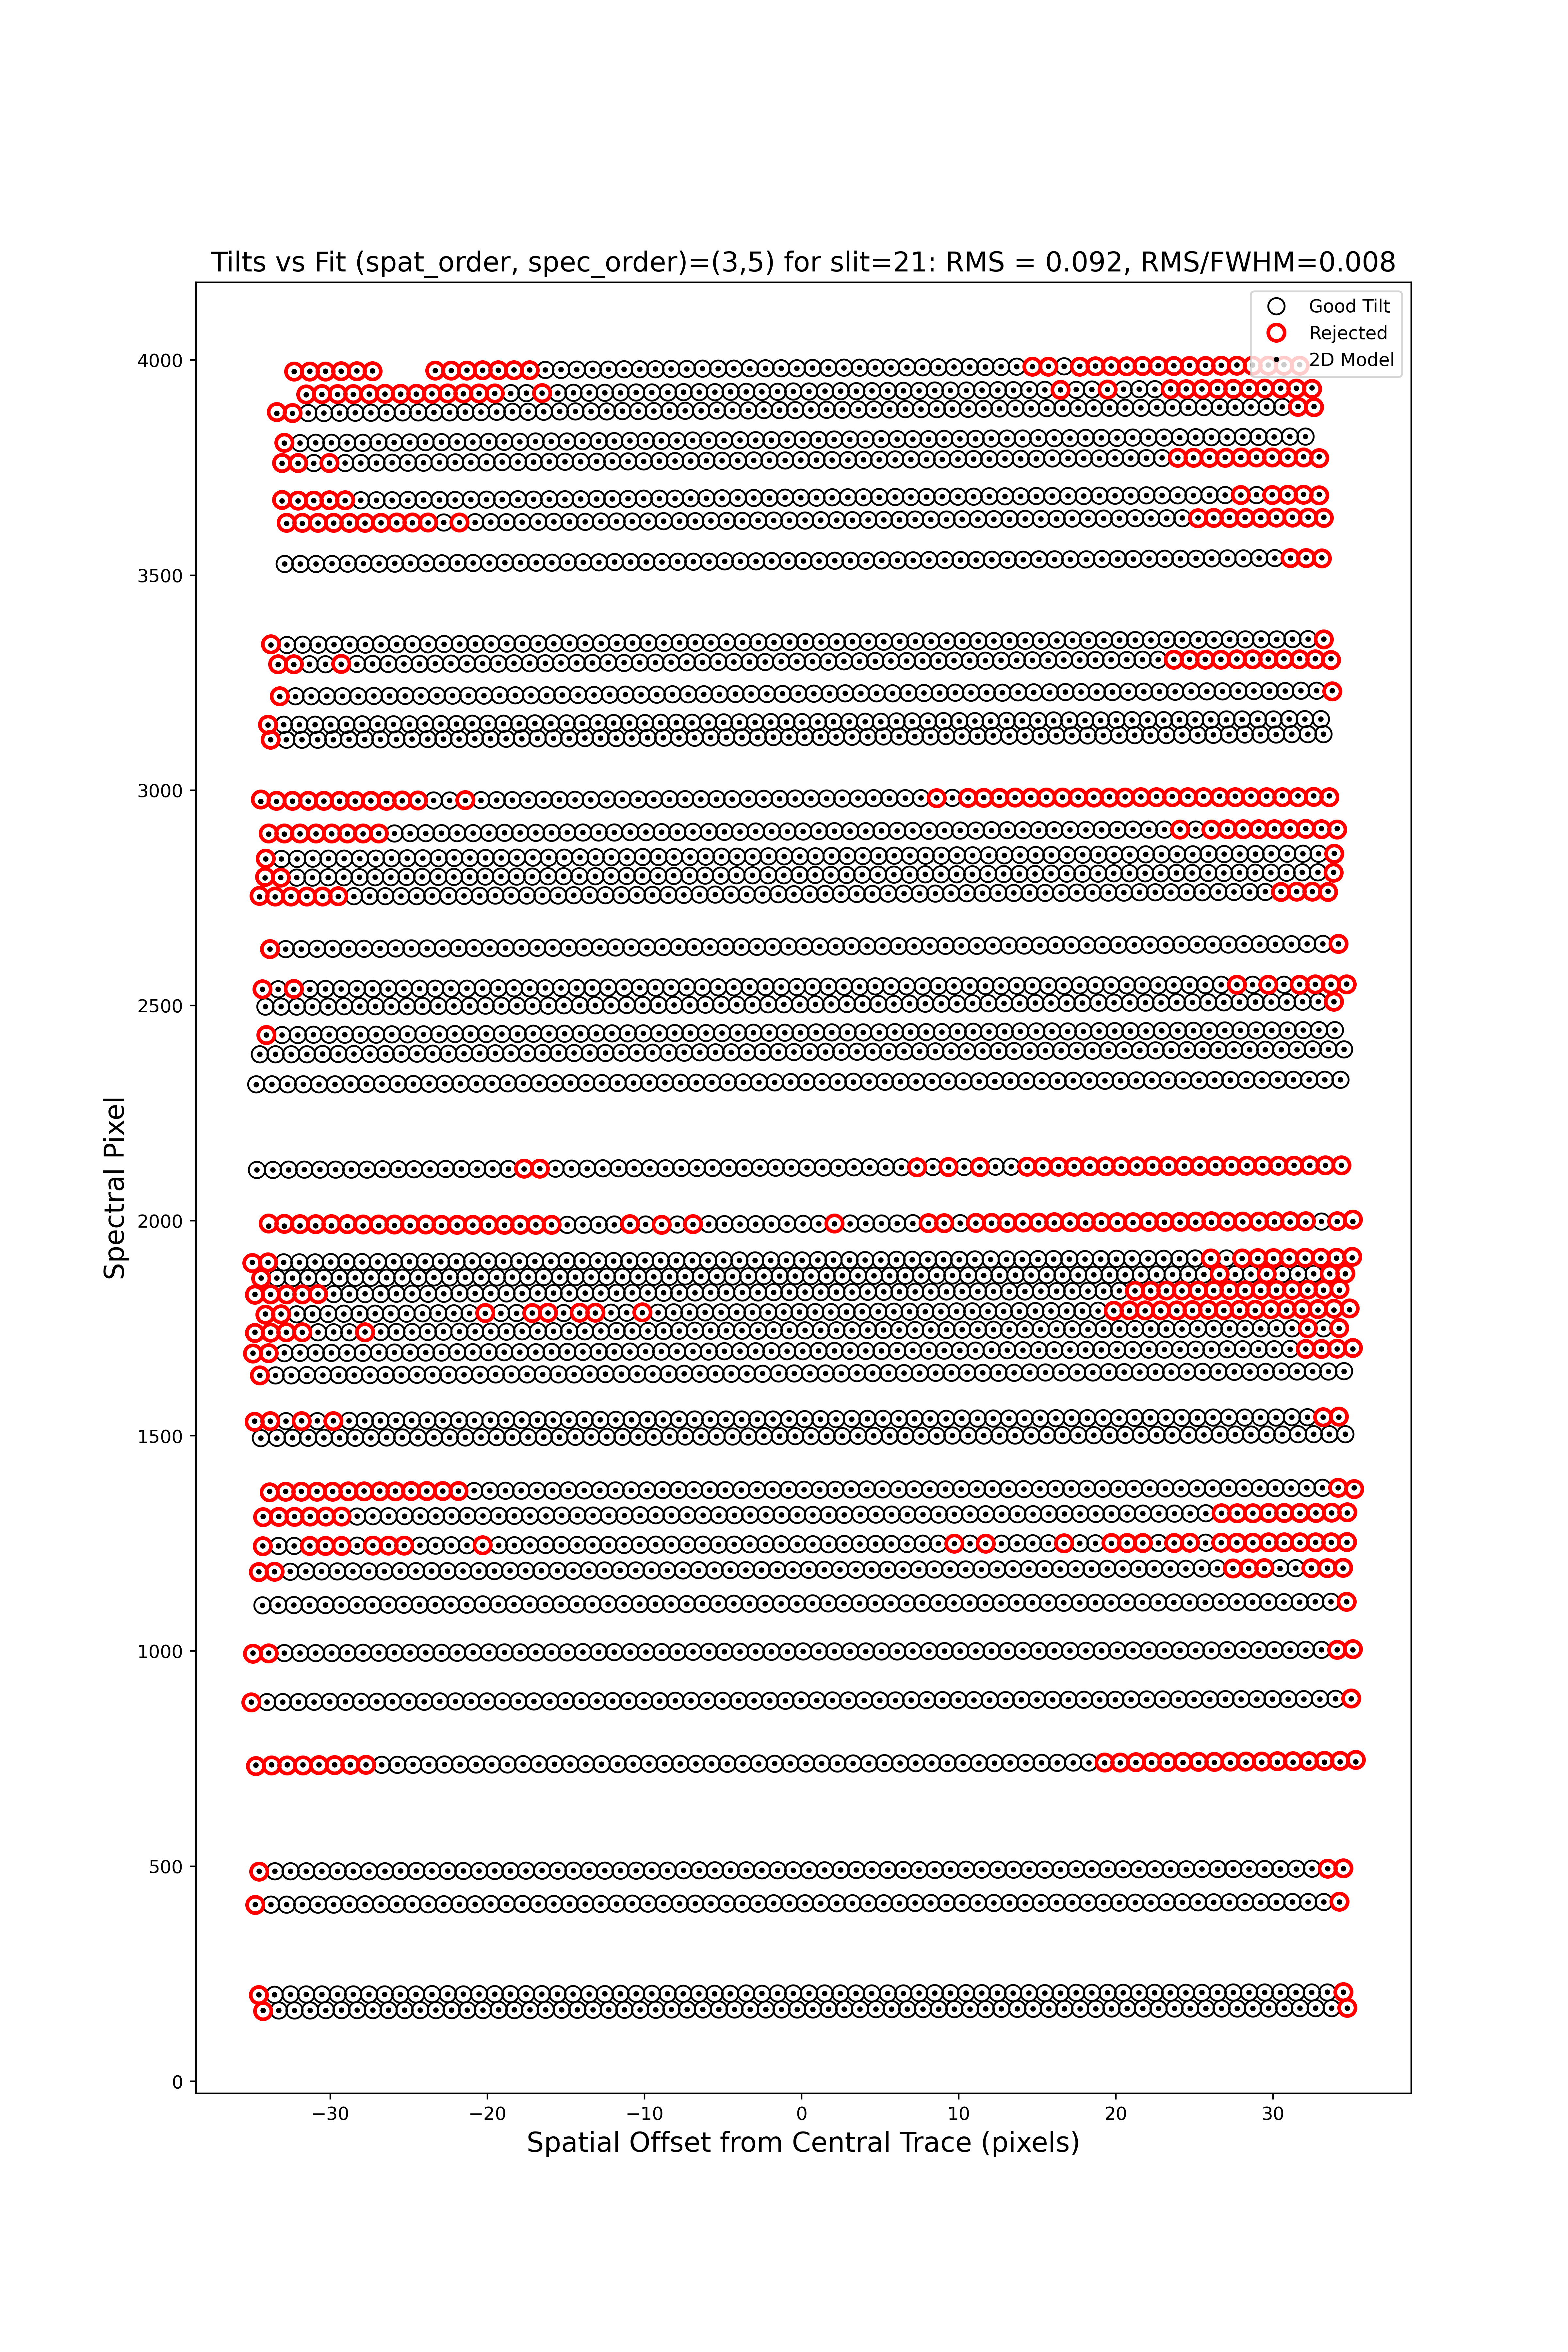 Tilts vs Fit (spat_order, spec_order)=(3,5) for slit=21: RMS = 0.092, RMS/FWHM=0.008
Good Tilt
Rejected
2D Model
4000
3500
3000
2500
2000
1500
1000
500
0
Spectral Pixel
−30
−20
−10
0
10
20
30
Spatial Offset from Central Trace (pixels)